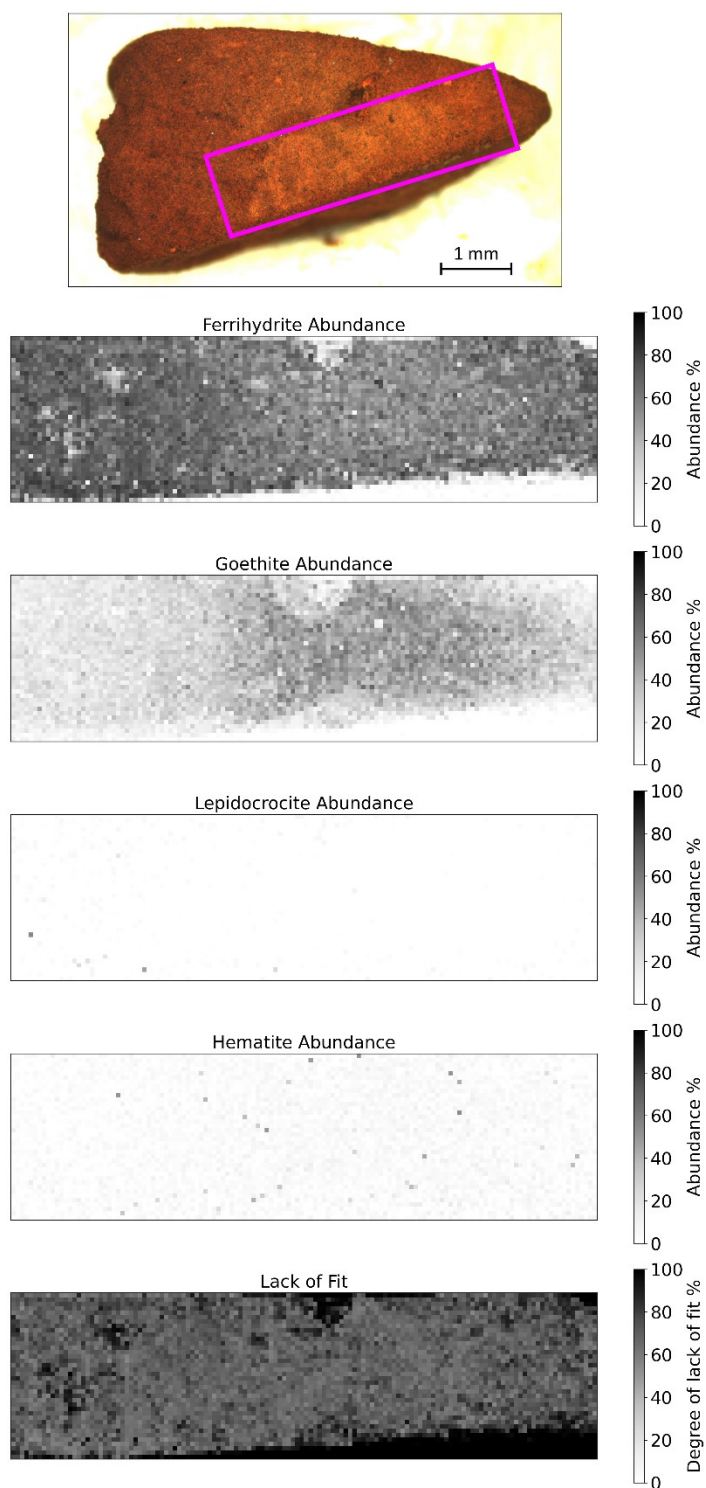 1 mm
Ferrihydrite Abundance
100
80
60
40
20
0
Abundance %
Goethite Abundance
100
80
60
40
20
0
Abundance %
Lepidocrocite Abundance
100
80
60
40
20
0
Abundance %
Hematite Abundance
100
80
60
40
20
0
Abundance %
Lack of Fit
100
80
60
40
20
0
Degree of lack of fit %